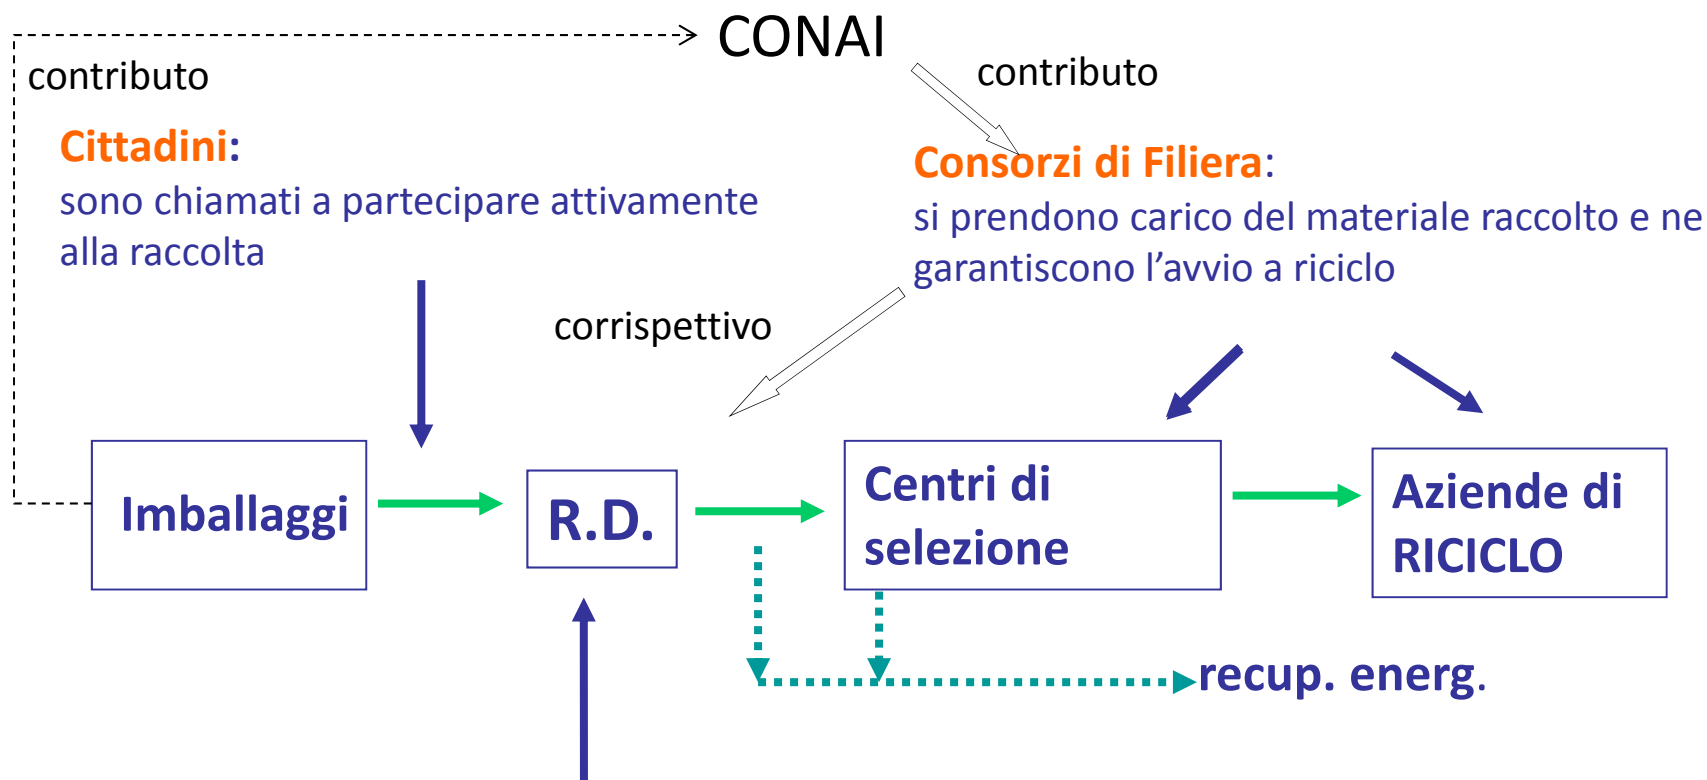 CONAI
contributo
contributo
Cittadini:
sono chiamati a partecipare attivamente
alla raccolta
Consorzi di Filiera:
si prendono carico del materiale raccolto e ne
garantiscono l’avvio a riciclo
corrispettivo
Imballaggi
R.D.
Centri di
selezione
Aziende di
RICICLO
recup. energ.